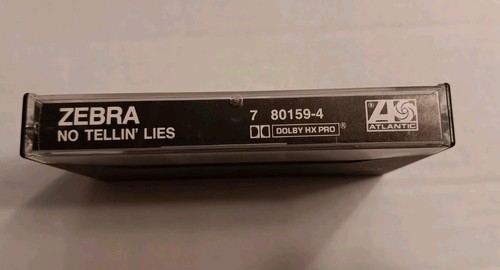 ZEBRA
NO TELLIN' LIES
7 80159-4
DOLBY HX PRO ®
ATLANTIC ®